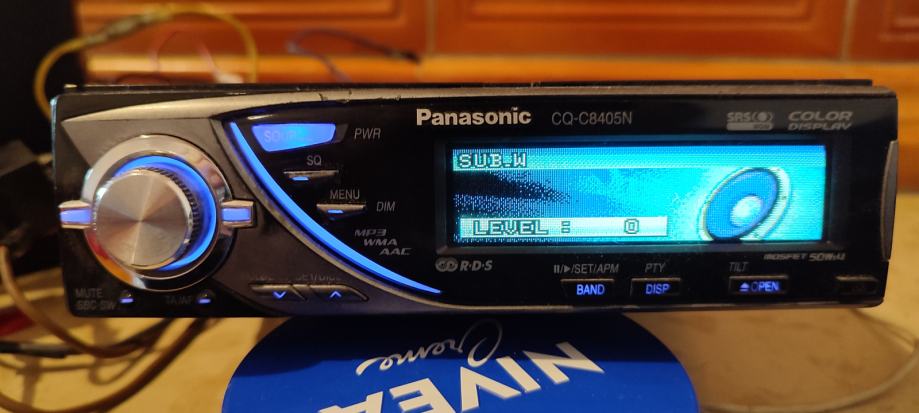 Panasonic CQ-C8405N
SRS COLOR
DISPLAY
SOURCE PWR
SQ
MENU
DIM
MP3
WMA
AAC
SUB.W
LEVEL : 0
R·D·S
MUTE
SBC-SW
TA/AF
II/▶/SET/APM
BAND
PTY
DISP
TILT
⏏OPEN
MOSFET 50W×4
NIVEA
Creme